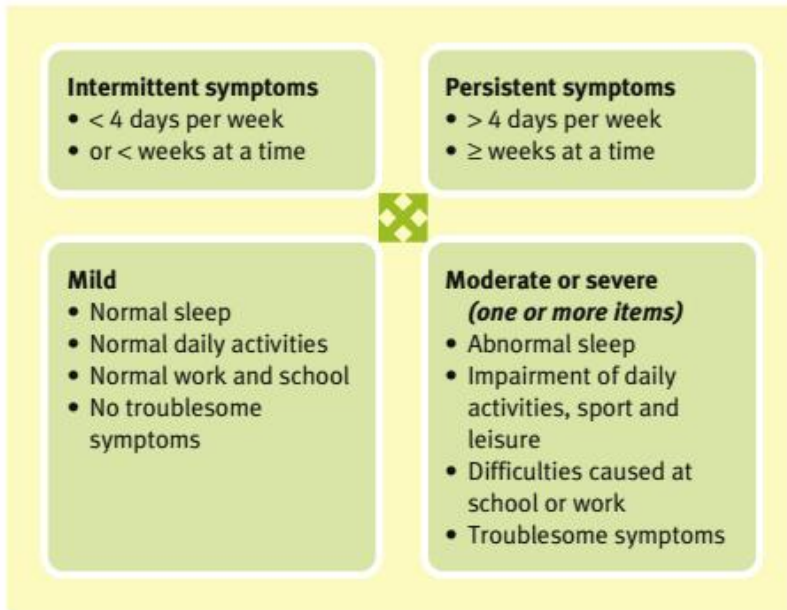 Intermittent symptoms
• < 4 days per week
• or < weeks at a time
Persistent symptoms
• > 4 days per week
• ≥ weeks at a time
Mild
• Normal sleep
• Normal daily activities
• Normal work and school
• No troublesome
symptoms
Moderate or severe
(one or more items)
• Abnormal sleep
• Impairment of daily
activities, sport and
leisure
• Difficulties caused at
school or work
• Troublesome symptoms